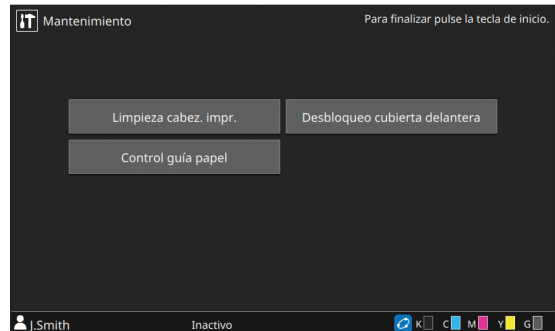 Mantenimiento
Para finalizar pulse la tecla de inicio.
Limpieza cabez. impr.
Desbloqueo cubierta delantera
Control guía papel
J.Smith
Inactivo
K C M Y G